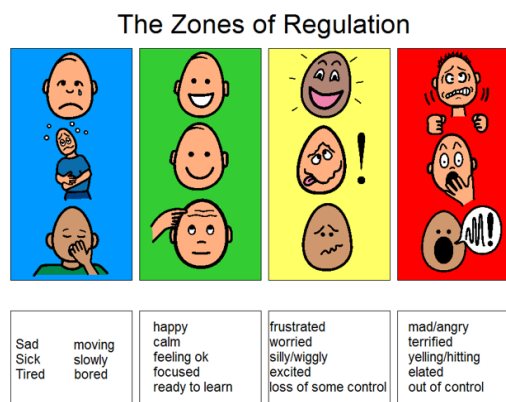 The Zones of Regulation
!
!
Sad moving
Sick slowly
Tired bored
happy
calm
feeling ok
focused
ready to learn
frustrated
worried
silly/wiggly
excited
loss of some control
mad/angry
terrified
yelling/hitting
elated
out of control